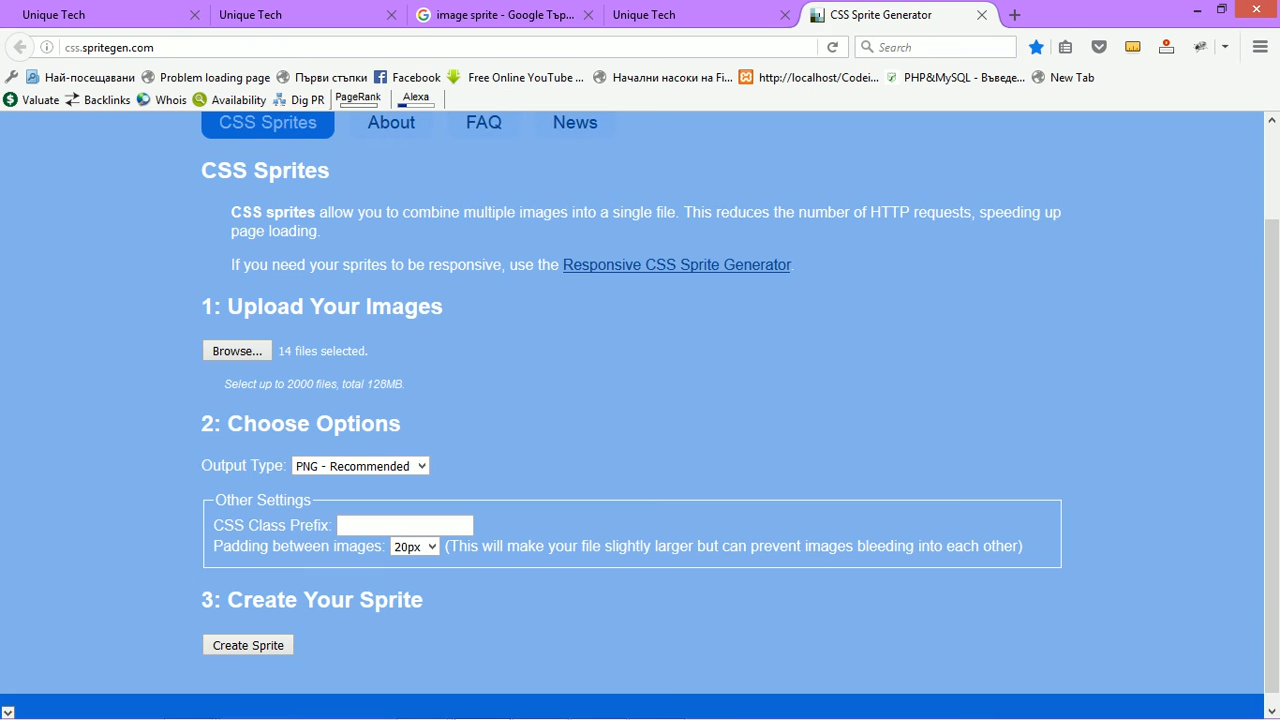 Unique Tech
Unique Tech
image sprite - Google Тър...
Unique Tech
CSS Sprite Generator
css.spritegen.com
Search
Най-посещавани
Problem loading page
Първи стъпки
Facebook
Free Online YouTube ...
Начални насоки на Fi...
http://localhost/Codei...
PHP&MySQL - Въведе...
New Tab
Valuate
Backlinks
Whois
Availability
Dig PR
PageRank
Alexa
CSS Sprites
About
FAQ
News
CSS Sprites
CSS sprites allow you to combine multiple images into a single file. This reduces the number of HTTP requests, speeding up
page loading.
If you need your sprites to be responsive, use the Responsive CSS Sprite Generator.
1: Upload Your Images
Browse... 14 files selected.
Select up to 2000 files, total 128MB.
2: Choose Options
Output Type: PNG - Recommended
Other Settings
CSS Class Prefix:
Padding between images: 20px (This will make your file slightly larger but can prevent images bleeding into each other)
3: Create Your Sprite
Create Sprite